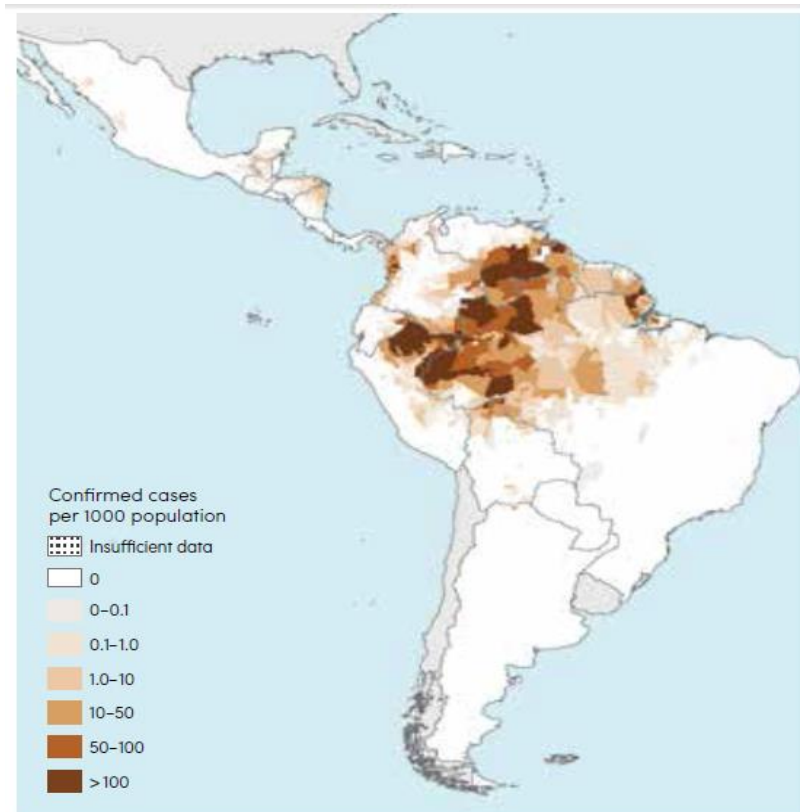 Confirmed cases
per 1000 population
Insufficient data
0
0–0.1
0.1–1.0
1.0–10
10–50
50–100
>100